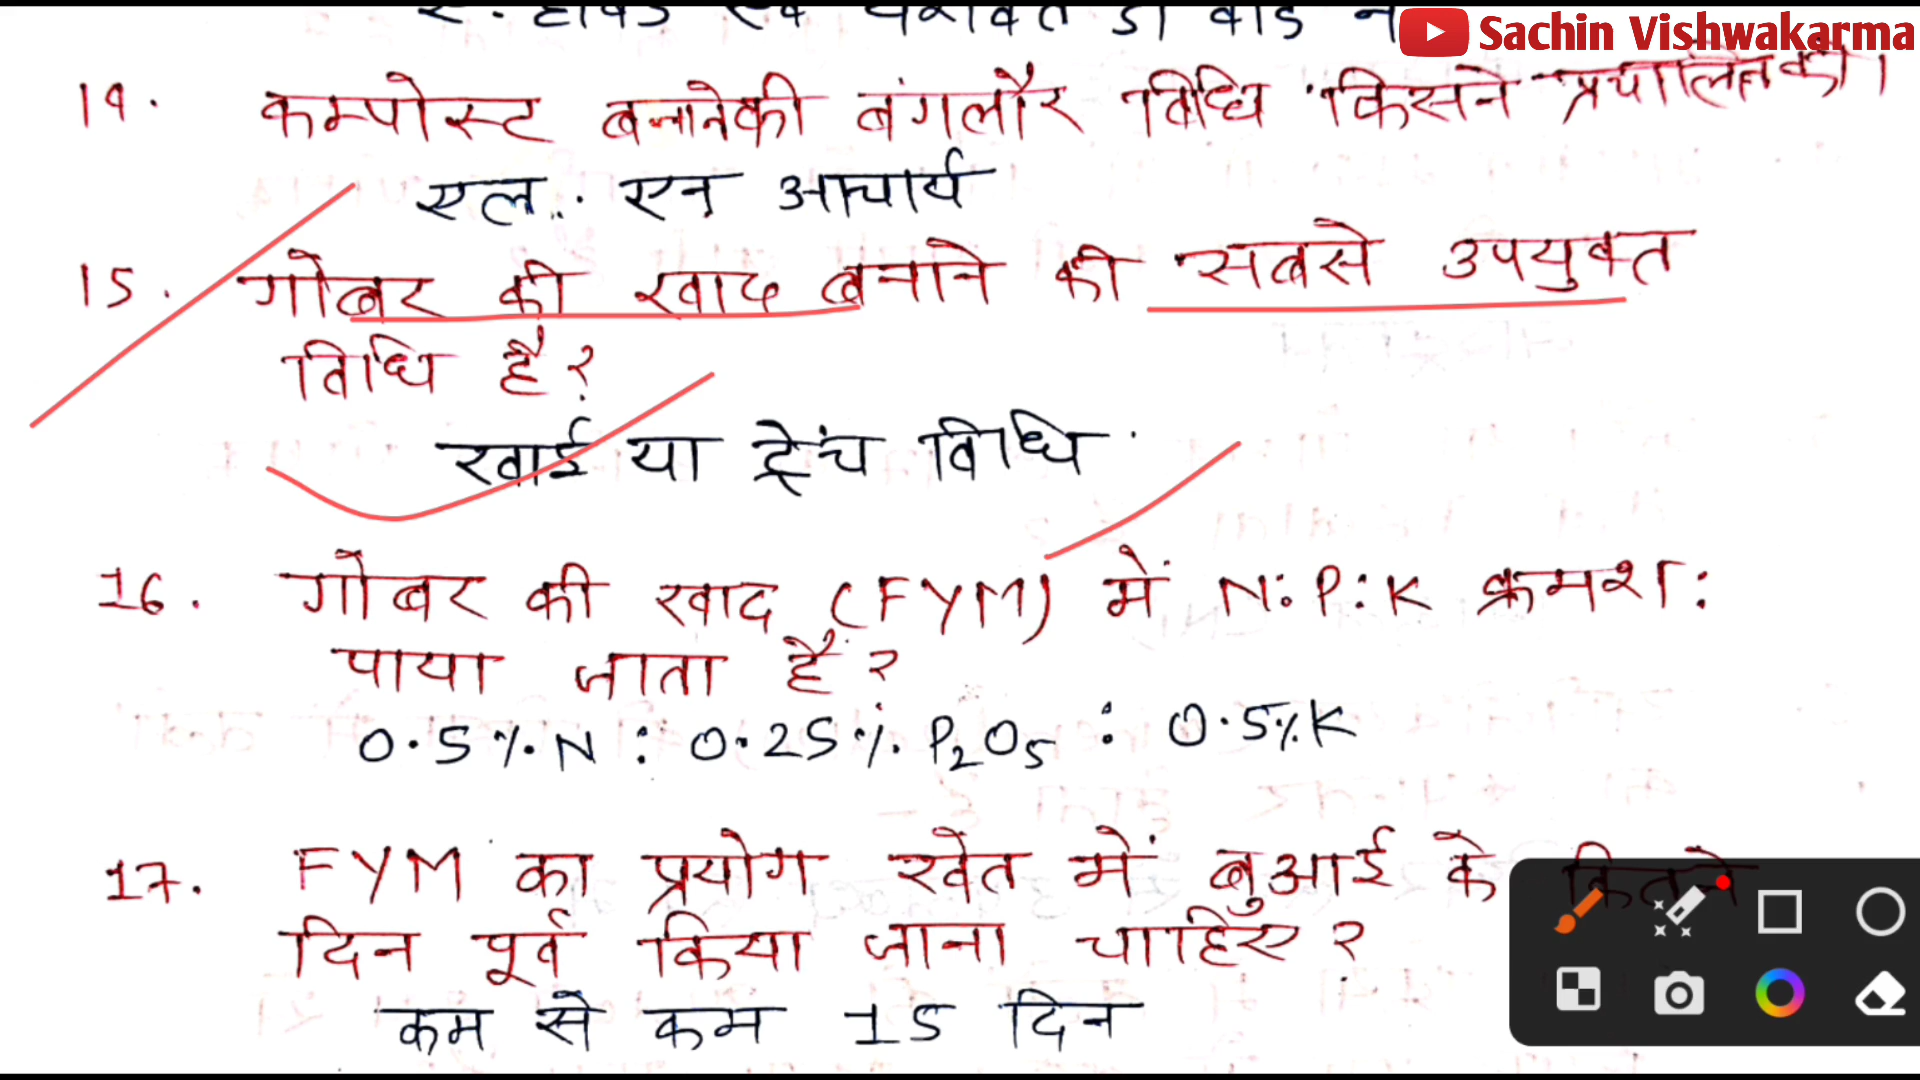 Sachin Vishwakarma
14. कम्पोस्ट बनानेकी बंगलौर विधि किसने प्रचलित की।
एल. एन आचार्य
15. गोबर की खाद बनाने की सबसे उपयुक्त
विधि है?
खाई या ट्रेंच विधि
16. गोबर की खाद (FYM) में N:P:K क्रमश:
पाया जाता है?
0.5%N : 0.25% P₂O₅ : 0.5%K
17. FYM का प्रयोग खेत में बुआई के कितने
दिन पूर्व किया जाना चाहिए?
कम से कम 15 दिन